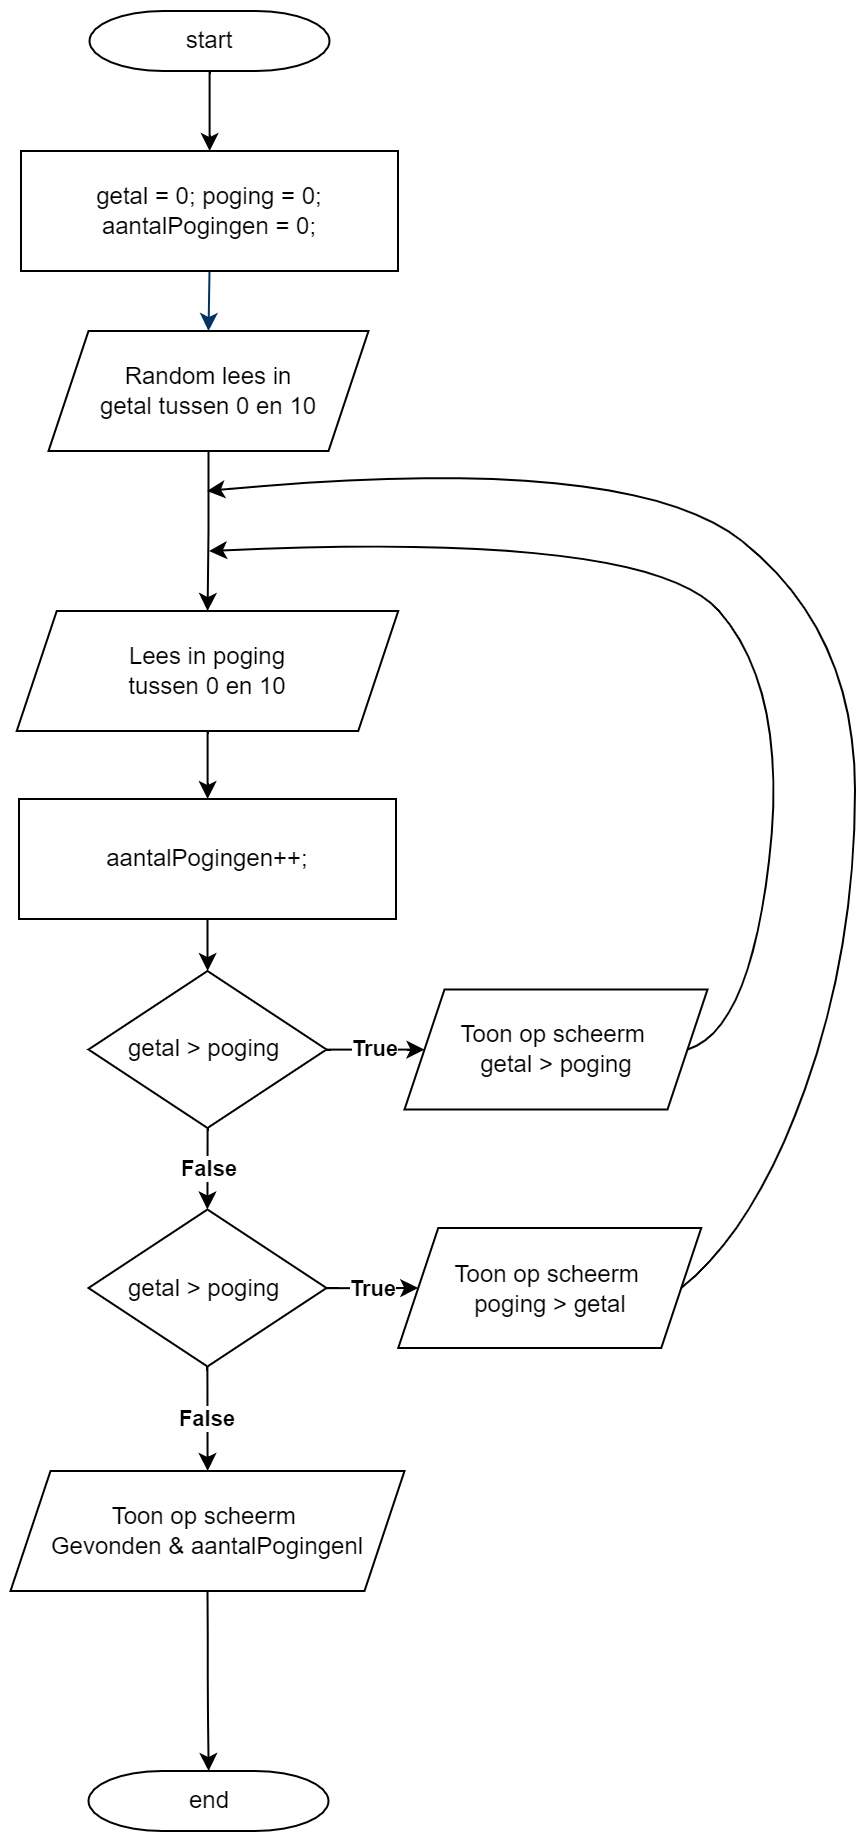 start
getal = 0; poging = 0;
aantalPogingen = 0;
Random lees in
getal tussen 0 en 10
Lees in poging
tussen 0 en 10
aantalPogingen++;
getal > poging
True
Toon op scheerm
getal > poging
False
getal > poging
True
Toon op scheerm
poging > getal
False
Toon op scheerm
Gevonden & aantalPogingenl
end